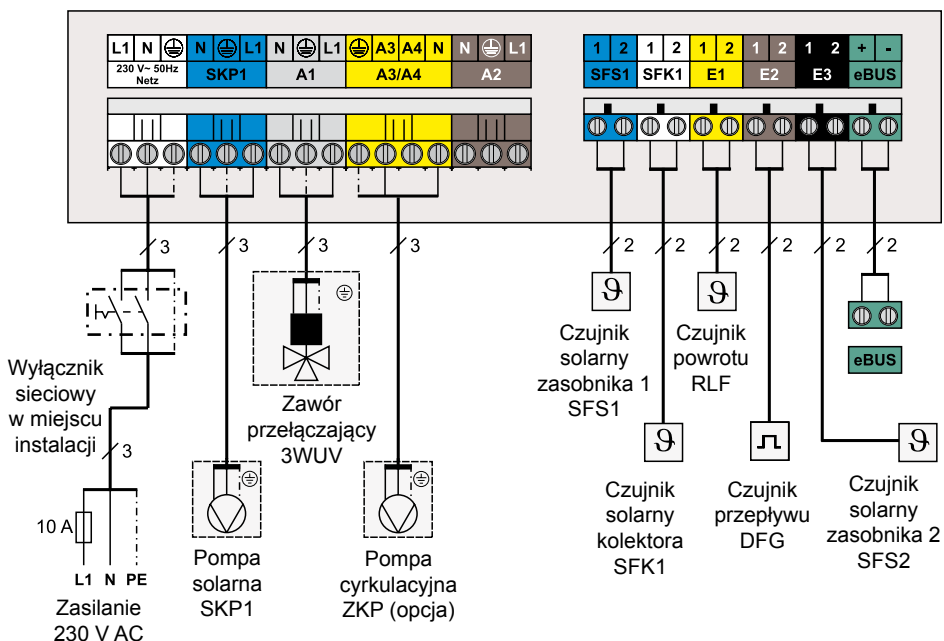 L1 N N L1 N L1 A3 A4 N N L1
230 V~ 50Hz
Netz
SKP1
A1
A3/A4
A2
1 2 1 2 1 2 1 2 1 2 + -
SFS1 SFK1 E1 E2 E3 eBUS
3 3 3 3 2 2 2 2 2 2
ϑ
Czujnik
solarny
zasobnika 1
SFS1
ϑ
Czujnik
powrotu
RLF
eBUS
Wyłącznik
sieciowy
w miejscu
instalacji
3
Zawór
przełączający
3WUV
ϑ
Czujnik
solarny
kolektora
SFK1
Czujnik
przepływu
DFG
ϑ
Czujnik
solarny
zasobnika 2
SFS2
10 A
L1 N PE
Zasilanie
230 V AC
Pompa
solarna
SKP1
Pompa
cyrkulacyjna
ZKP (opcja)